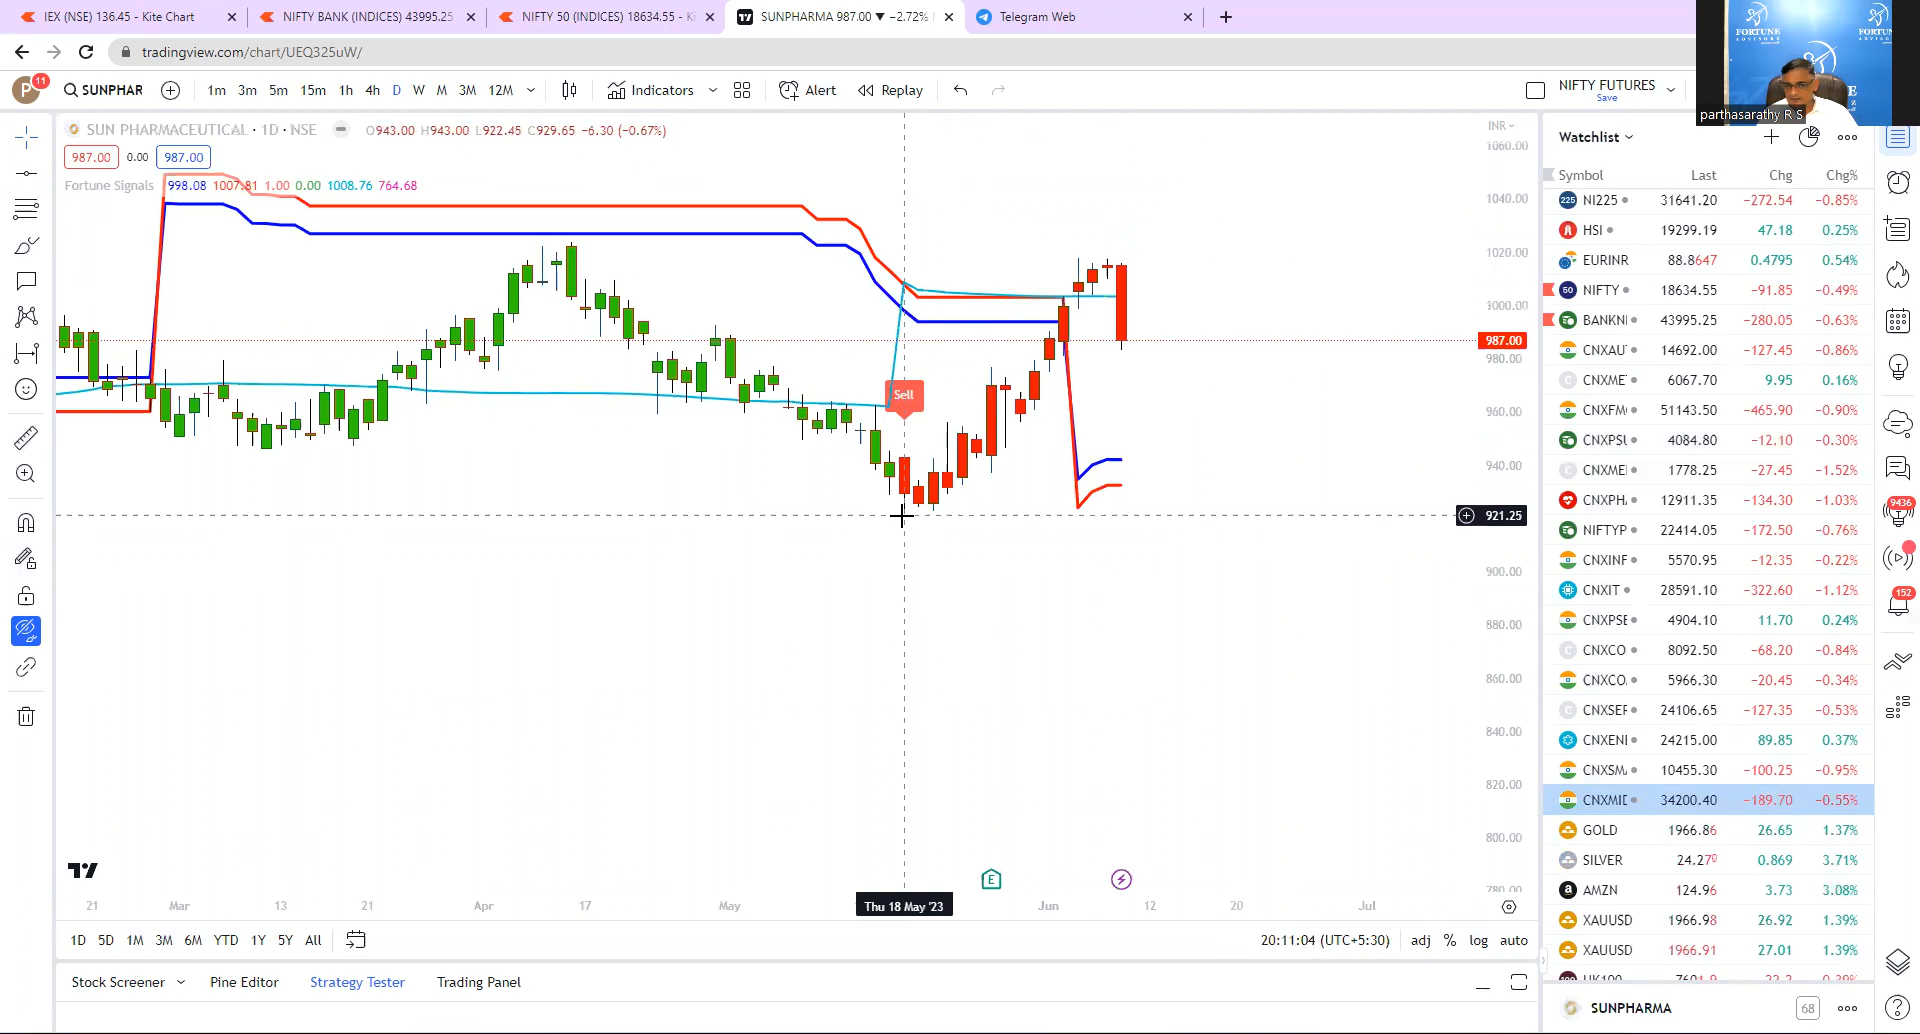 IEX (NSE) 136.45 - Kite Chart
NIFTY BANK (INDICES) 43995.25
NIFTY 50 (INDICES) 18634.55 - Ki
SUNPHARMA 987.00 ▼ −2.72%
Telegram Web
tradingview.com/chart/UEQ325uW/
P 11
SUNPHAR
1m 3m 5m 15m 1h 4h D W M 3M 12M
Indicators
Alert
Replay
NIFTY FUTURES
Save
FORTUNE
ADVISORS
parthasarathy R S
SUN PHARMACEUTICAL · 1D · NSE
O943.00 H943.00 L922.45 C929.65 −6.30 (−0.67%)
987.00 0.00 987.00
Fortune Signals 998.08 1007.81 1.00 0.00 1008.76 764.68
Sell
INR
1060.00
1040.00
1020.00
1000.00
987.00
980.00
960.00
940.00
921.25
900.00
880.00
860.00
840.00
820.00
800.00
780.00
E
21 Mar 13 21 Apr 17 May Thu 18 May '23 Jun 12 20 Jul
1D 5D 1M 3M 6M YTD 1Y 5Y All
20:11:04 (UTC+5:30) adj % log auto
Stock Screener Pine Editor Strategy Tester Trading Panel
Watchlist
Symbol Last Chg Chg%
225 NI225 31641.20 −272.54 −0.85%
HSI 19299.19 47.18 0.25%
EURINR 88.8647 0.4795 0.54%
50 NIFTY 18634.55 −91.85 −0.49%
BANKNI 43995.25 −280.05 −0.63%
CNXAU 14692.00 −127.45 −0.86%
C CNXME 6067.70 9.95 0.16%
CNXFM 51143.50 −465.90 −0.90%
CNXPSU 4084.80 −12.10 −0.30%
C CNXME 1778.25 −27.45 −1.52%
CNXPH 12911.35 −134.30 −1.03%
NIFTYP 22414.05 −172.50 −0.76%
CNXINF 5570.95 −12.35 −0.22%
CNXIT 28591.10 −322.60 −1.12%
CNXPSE 4904.10 11.70 0.24%
C CNXCO 8092.50 −68.20 −0.84%
CNXCO 5966.30 −20.45 −0.34%
C CNXSER 24106.65 −127.35 −0.53%
CNXENI 24215.00 89.85 0.37%
CNXSM 10455.30 −100.25 −0.95%
CNXMID 34200.40 −189.70 −0.55%
GOLD 1966.86 26.65 1.37%
SILVER 24.270 0.869 3.71%
AMZN 124.96 3.73 3.08%
XAUUSD 1966.98 26.92 1.39%
XAUUSD 1966.91 27.01 1.39%
SUNPHARMA 68
9436
152